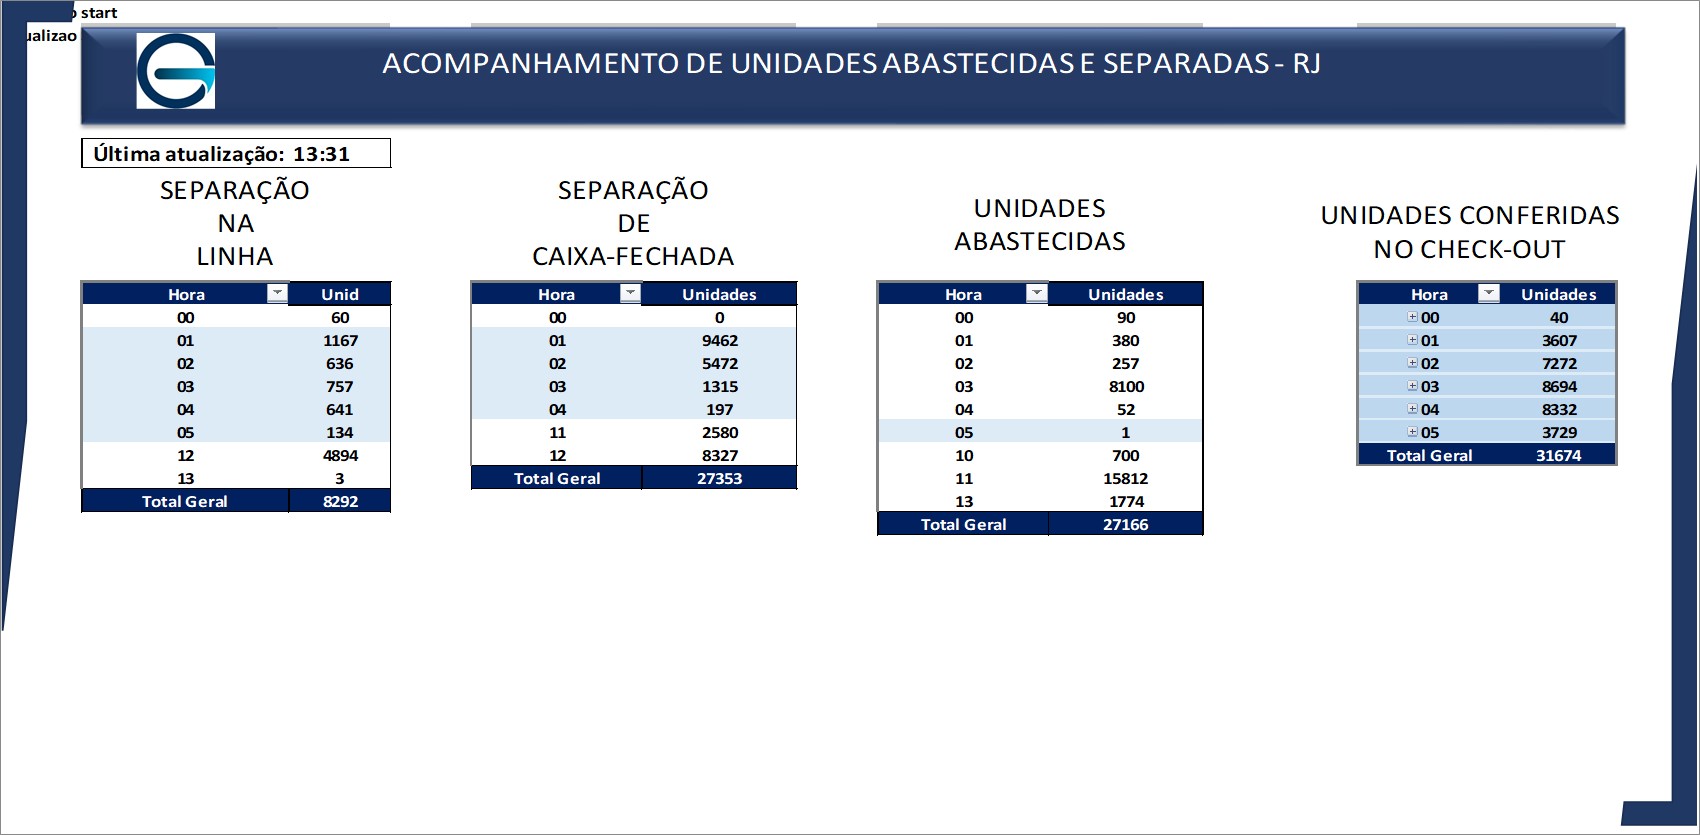 start
ualizao
ACOMPANHAMENTO DE UNIDADES ABASTECIDAS E SEPARADAS - RJ
Última atualização: 13:31
SEPARAÇÃO
NA
LINHA
Hora Unid
00 60
01 1167
02 636
03 757
04 641
05 134
12 4894
13 3
Total Geral 8292
SEPARAÇÃO
DE
CAIXA-FECHADA
Hora Unidades
00 0
01 9462
02 5472
03 1315
04 197
11 2580
12 8327
Total Geral 27353
UNIDADES
ABASTECIDAS
Hora Unidades
00 90
01 380
02 257
03 8100
04 52
05 1
10 700
11 15812
13 1774
Total Geral 27166
UNIDADES CONFERIDAS
NO CHECK-OUT
Hora Unidades
00 40
01 3607
02 7272
03 8694
04 8332
05 3729
Total Geral 31674